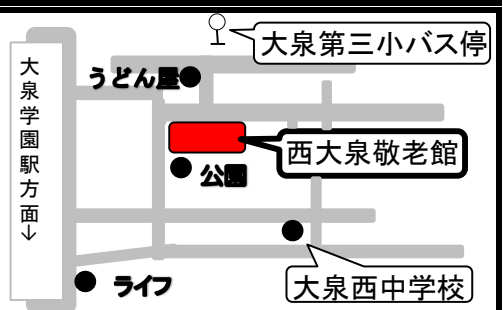 大泉第三小バス停
大泉学園駅方面↓
うどん屋
西大泉敬老館
公園
大泉西中学校
ライフ